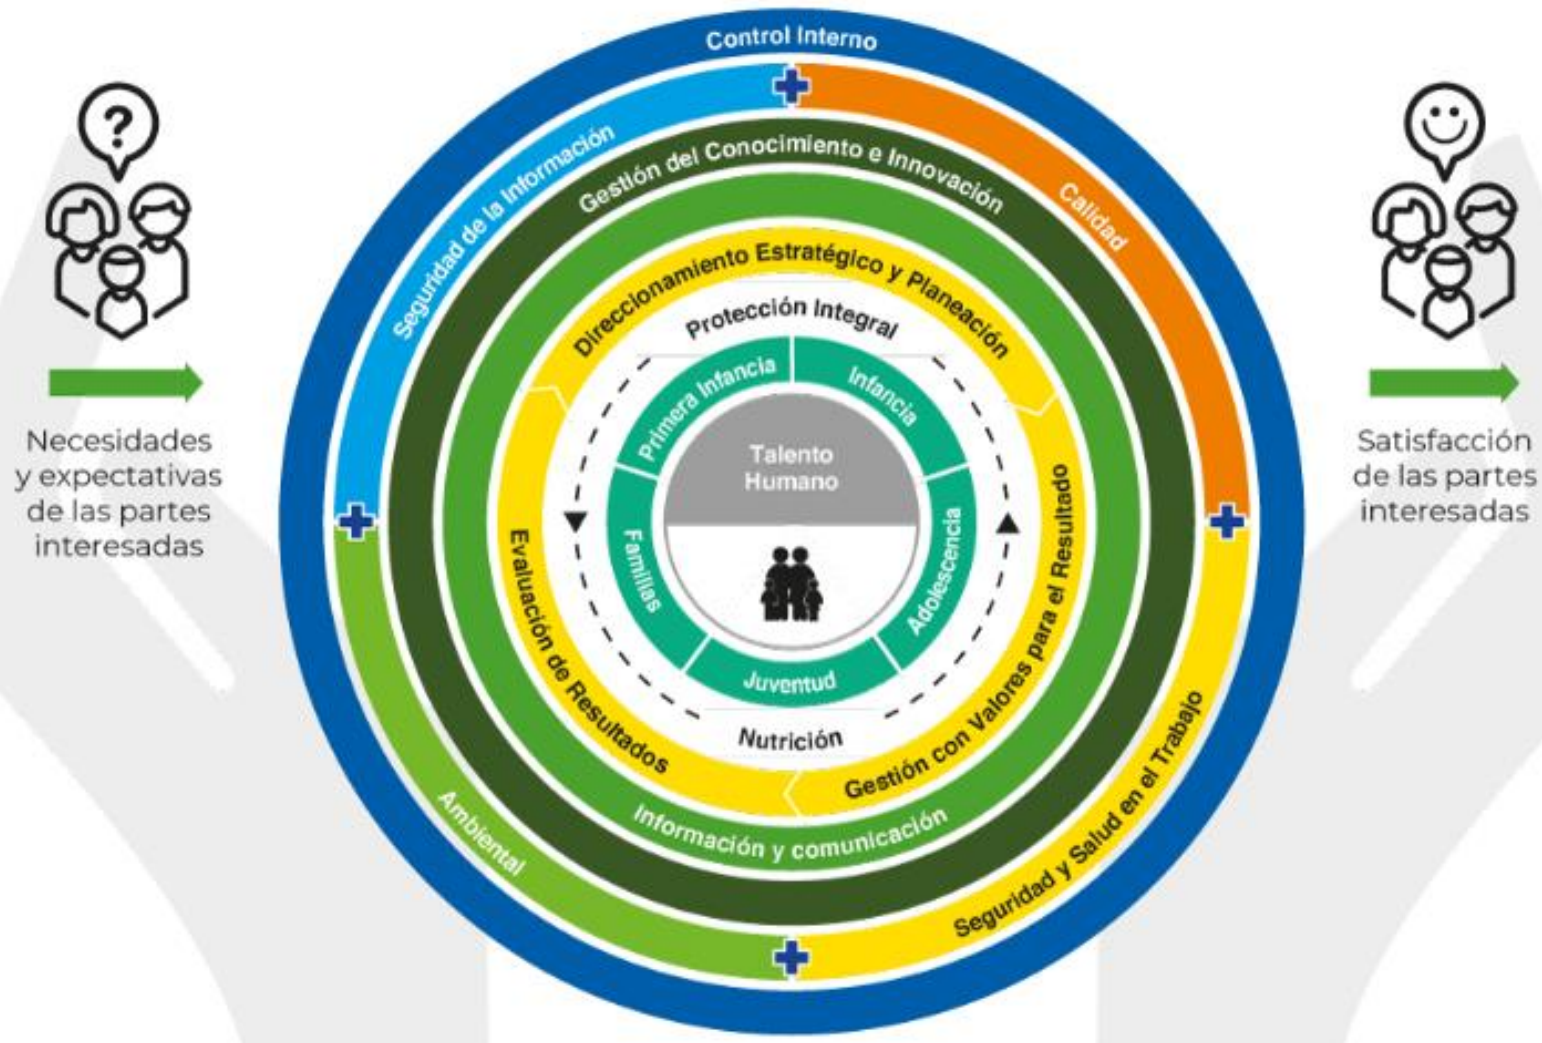 Control Interno
Seguridad de la Información
Calidad
Gestión del Conocimiento e Innovación
Direccionamiento Estratégico y Planeación
Protección Integral
Primera Infancia
Infancia
Talento
Humano
Familias
Adolescencia
Juventud
Nutrición
Evaluación de Resultados
Gestión con Valores para el Resultado
Información y comunicación
Ambiental
Seguridad y Salud en el Trabajo
?
Necesidades
y expectativas
de las partes
interesadas
Satisfacción
de las partes
interesadas